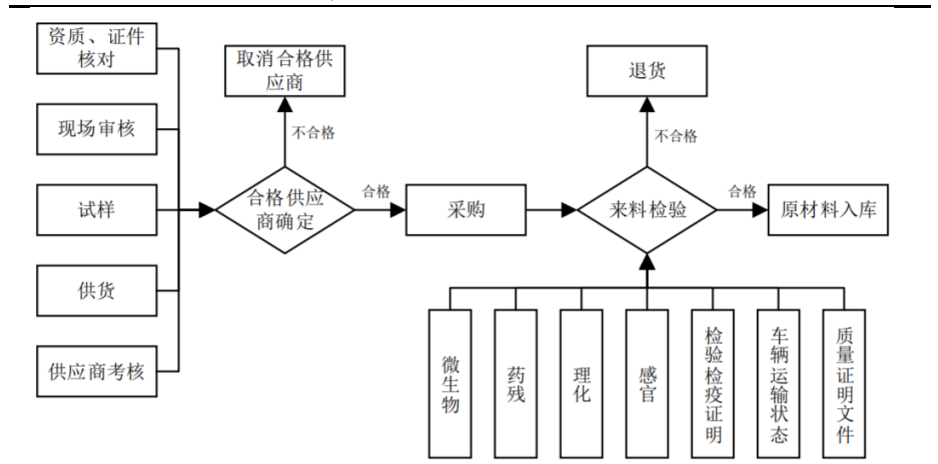 资质、证件
核对
现场审核
试样
供货
供应商考核
取消合格供
应商
不合格
合格供应
商确定
合格
采购
退货
不合格
来料检验
合格
原材料入库
微生物
药残
理化
感官
检验检疫证明
车辆运输状态
质量证明文件